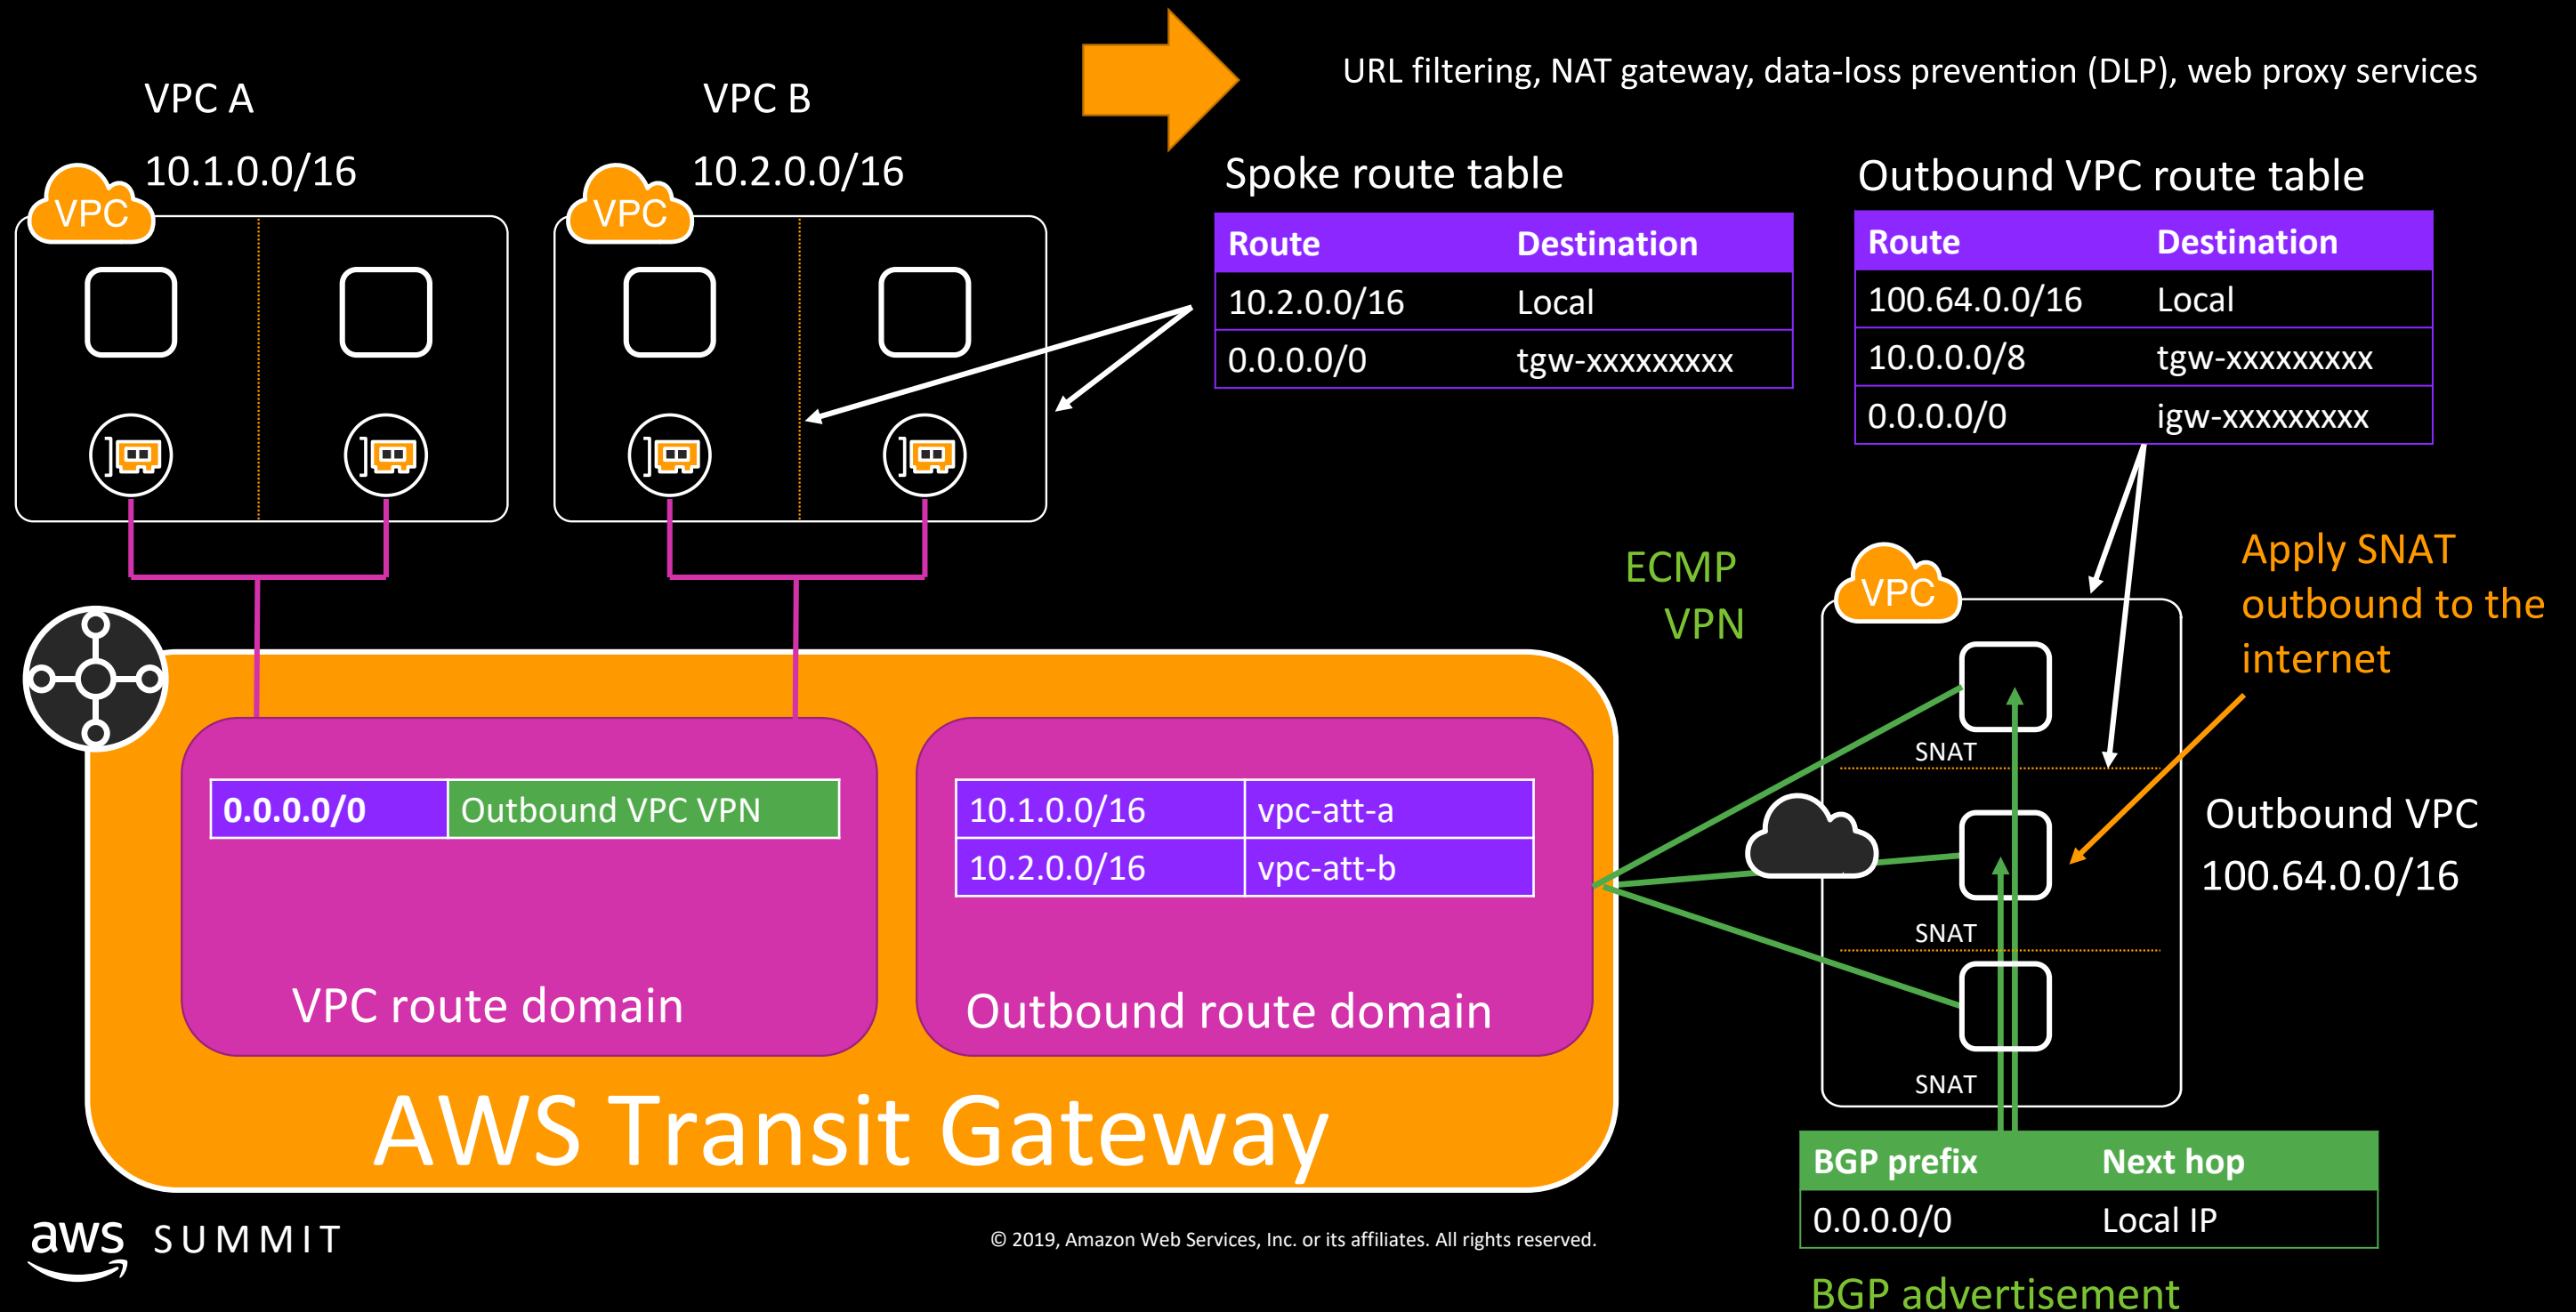 URL filtering, NAT gateway, data-loss prevention (DLP), web proxy services
VPC A
10.1.0.0/16
VPC
VPC B
10.2.0.0/16
VPC
Spoke route table
Route Destination
10.2.0.0/16 Local
0.0.0.0/0 tgw-xxxxxxxxx
Outbound VPC route table
Route Destination
100.64.0.0/16 Local
10.0.0.0/8 tgw-xxxxxxxxx
0.0.0.0/0 igw-xxxxxxxxx
ECMP
VPN
VPC
Apply SNAT
outbound to the
internet
SNAT
SNAT
SNAT
Outbound VPC
100.64.0.0/16
0.0.0.0/0 Outbound VPC VPN
VPC route domain
10.1.0.0/16 vpc-att-a
10.2.0.0/16 vpc-att-b
Outbound route domain
AWS Transit Gateway
BGP prefix Next hop
0.0.0.0/0 Local IP
BGP advertisement
aws SUMMIT
© 2019, Amazon Web Services, Inc. or its affiliates. All rights reserved.